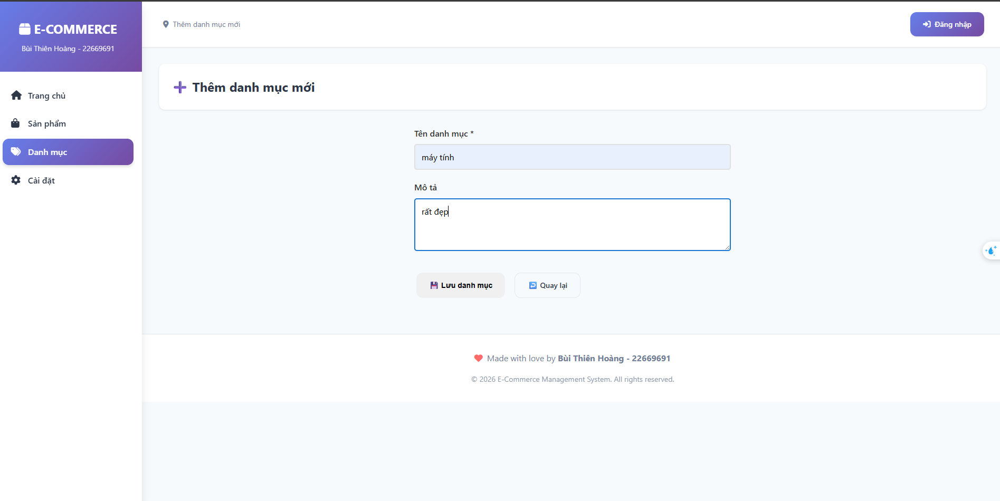 E-COMMERCE
Bùi Thiên Hoàng - 22669691
Trang chủ
Sản phẩm
Danh mục
Cài đặt
Thêm danh mục mới
Đăng nhập
Thêm danh mục mới
Tên danh mục *
máy tính
Mô tả
rất đẹp
Lưu danh mục
Quay lại
Made with love by Bùi Thiên Hoàng - 22669691
© 2026 E-Commerce Management System. All rights reserved.